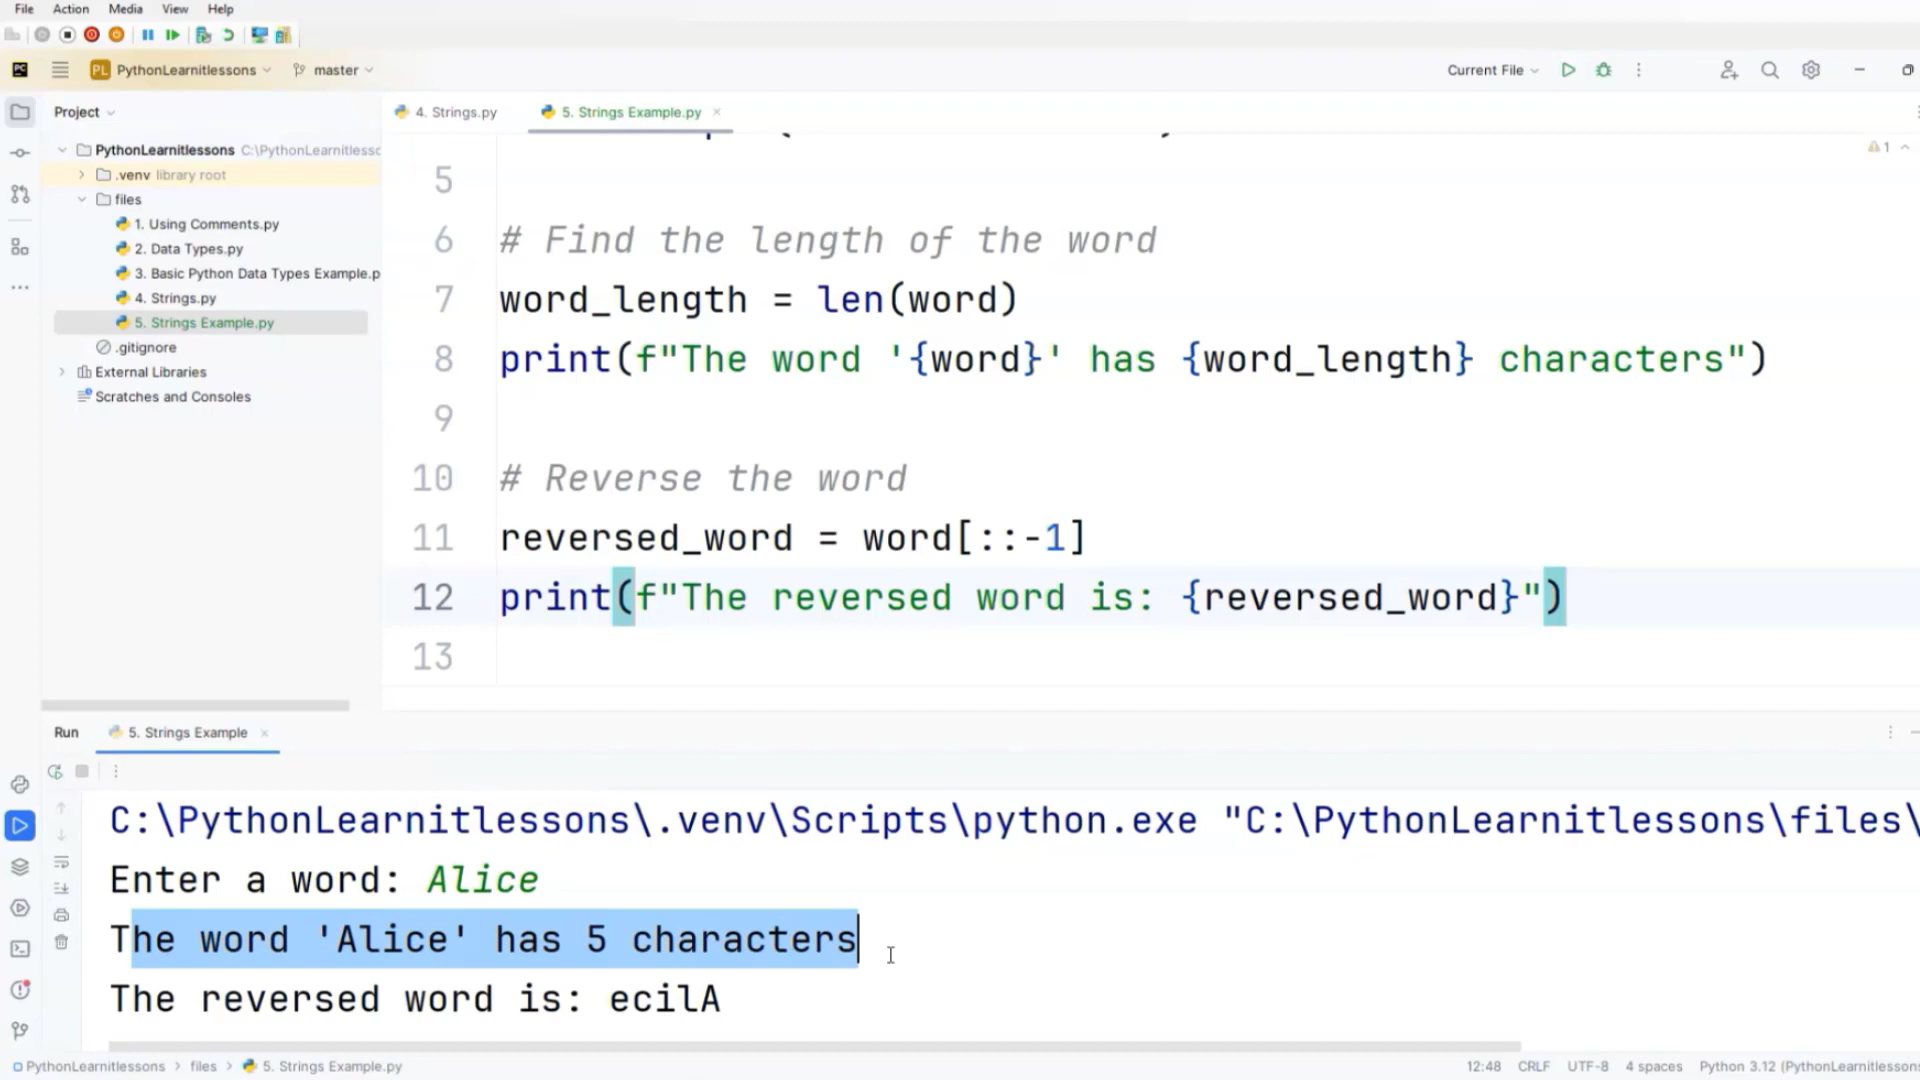 File Action Media View Help
PC PL PythonLearnitlessons master Current File
Project
4. Strings.py
5. Strings Example.py
PythonLearnitlessons C:\PythonLearnitlessc
.venv library root
files
1. Using Comments.py
2. Data Types.py
3. Basic Python Data Types Example.p
4. Strings.py
5. Strings Example.py
.gitignore
External Libraries
Scratches and Consoles
1
5
6 # Find the length of the word
7 word_length = len(word)
8 print(f"The word '{word}' has {word_length} characters")
9
10 # Reverse the word
11 reversed_word = word[::-1]
12 print(f"The reversed word is: {reversed_word}")
13
Run 5. Strings Example
C:\PythonLearnitlessons\.venv\Scripts\python.exe "C:\PythonLearnitlessons\files\
Enter a word: Alice
The word 'Alice' has 5 characters
The reversed word is: ecilA
PythonLearnitlessons > files > 5. Strings Example.py 12:48 CRLF UTF-8 4 spaces Python 3.12 (PythonLearnitlessons